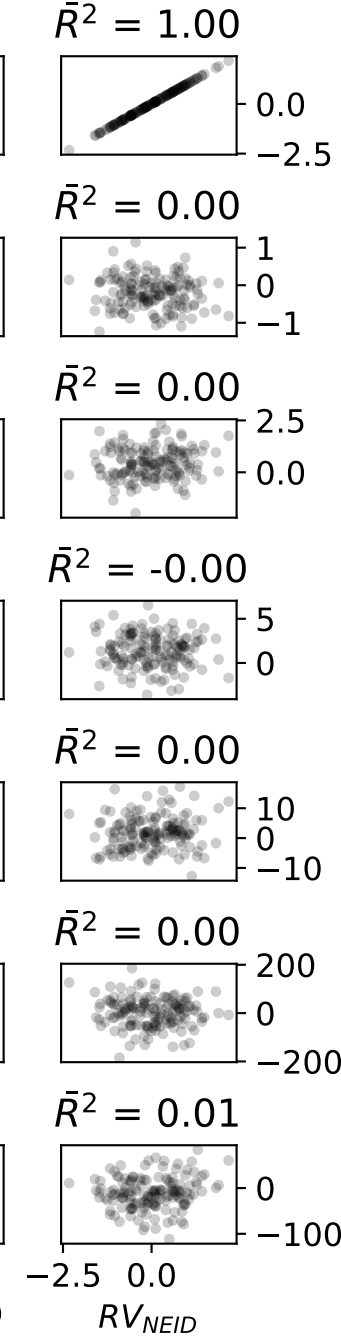 R̄² = 1.00
0.0
−2.5
R̄² = 0.00
1
0
−1
R̄² = 0.00
2.5
0.0
R̄² = -0.00
5
0
R̄² = 0.00
10
0
−10
R̄² = 0.00
200
0
−200
R̄² = 0.01
0
−100
−2.5 0.0
RV_NEID